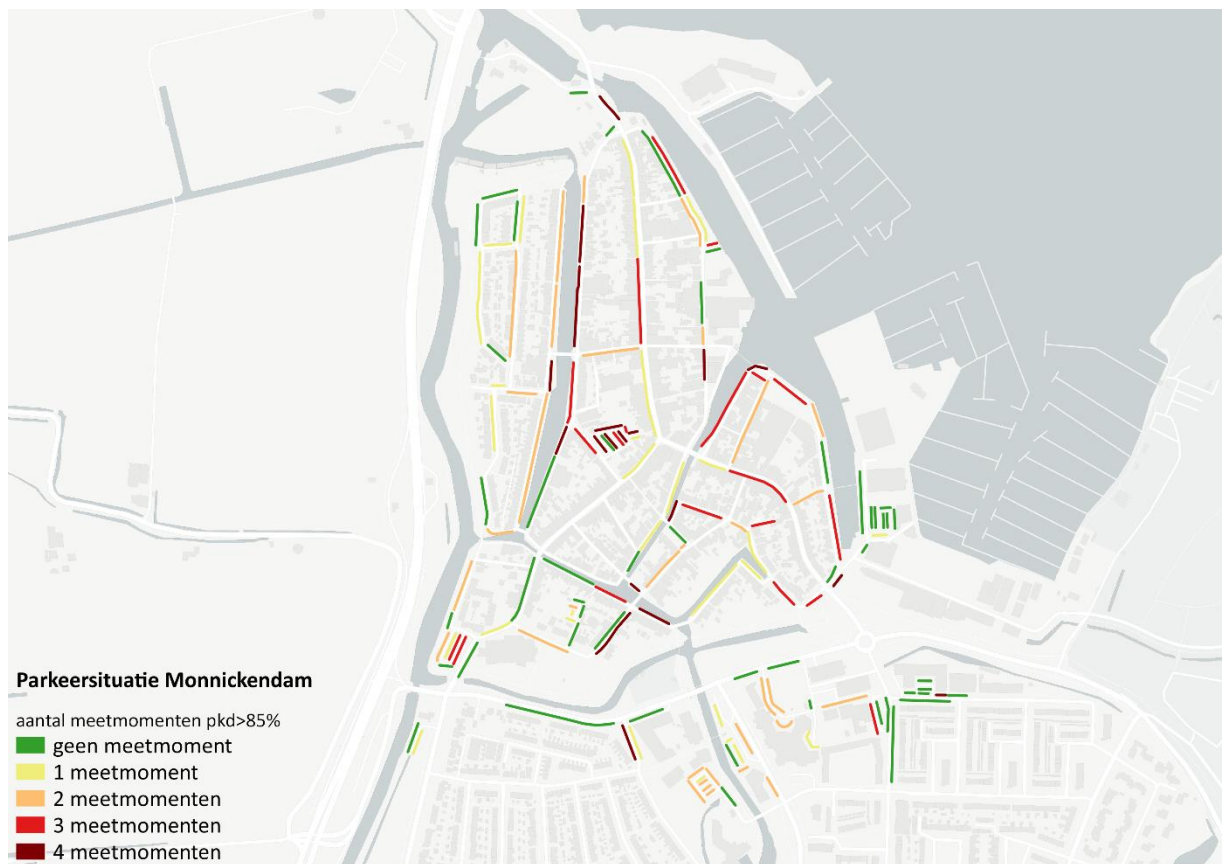 Parkeersituatie Monnickendam
aantal meetmomenten pkd>85%
geen meetmoment
1 meetmoment
2 meetmomenten
3 meetmomenten
4 meetmomenten